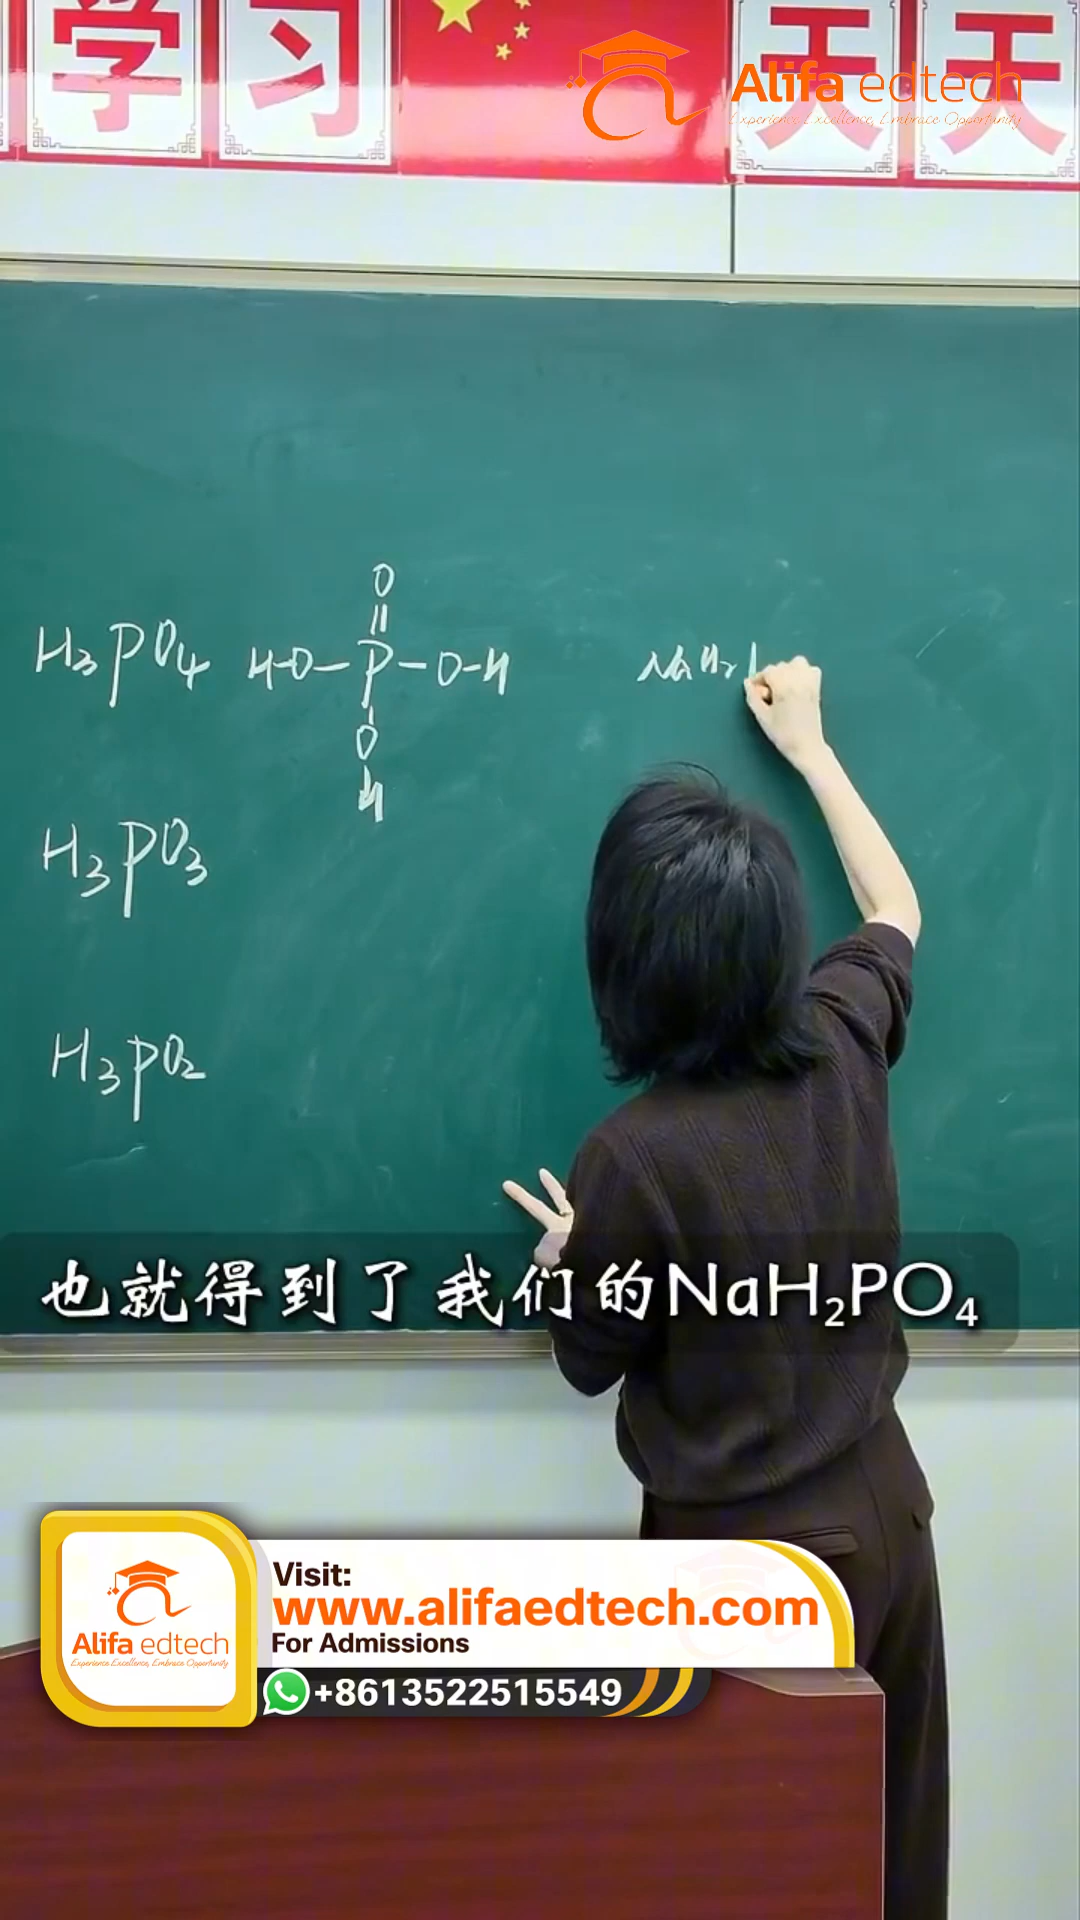 学习 天天
Alifa edtech
Experience Excellence, Embrace Opportunity
O
||
H₃PO₄ H-O-P-O-H NaH₂
|
O
H
H₃PO₃
H₃PO₂
也就得到了我们的NaH₂PO₄
Visit:
www.alifaedtech.com
For Admissions
Alifa edtech
Experience Excellence, Embrace Opportunity
+8613522515549